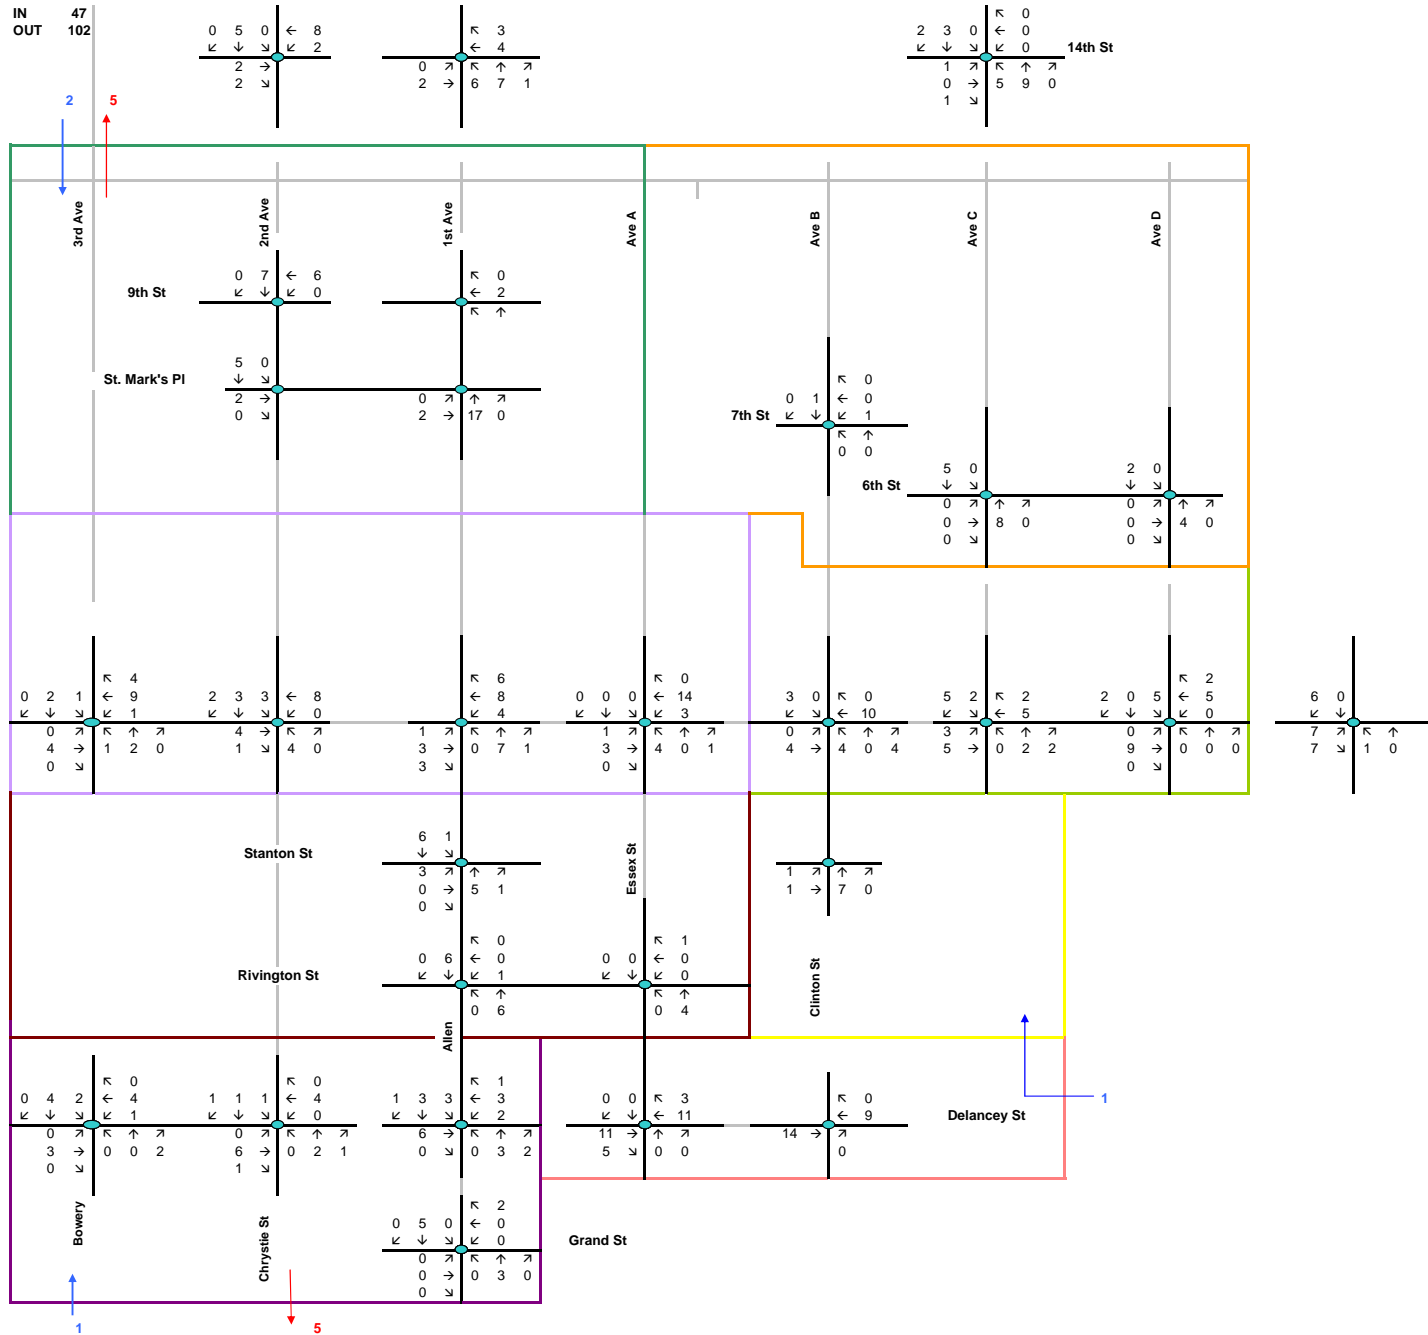 IN 47
OUT 102
0 5 0 ← 8
↙ ↓ ↘ ↙ 2
2 →
2 ↘
↖ 3
← 4
0 ↗ ↖ ↑ ↗
2 → 6 7 1
↖ 0
2 3 0 ← 0
↙ ↓ ↘ ↙ 0
14th St
1 ↗ ↖ ↑ ↗
0 → 5 9 0
1 ↘
2
5
3rd Ave
2nd Ave
1st Ave
Ave A
Ave B
Ave C
Ave D
9th St
0 7 ← 6
↙ ↓ ↙ 0
↖ 0
← 2
↖ ↑
St. Mark's Pl
5 0
↓ ↘
2 →
0 ↘
0 ↗ ↑ ↗
2 → 17 0
7th St
↖ 0
0 1 ← 0
↙ ↓ ↙ 1
↖ ↑
0 0
6th St
5 0
↓ ↘
0 ↗ ↑ ↗
0 → 8 0
0 ↘
2 0
↓ ↘
0 ↗ ↑ ↗
0 → 4 0
0 ↘
↖ 4
0 2 1 ← 9
↙ ↓ ↘ ↙ 1
0 ↗ ↖ ↑ ↗
4 → 1 2 0
0 ↘
2 3 3 ← 8
↙ ↓ ↘ ↙ 0
4 → ↖ ↗
1 ↘ 4 0
↖ 6
← 8
↙ 4
1 ↗ ↖ ↑ ↗
3 → 0 7 1
3 ↘
↖ 0
0 0 0 ← 14
↙ ↓ ↘ ↙ 3
1 ↗ ↖ ↑ ↗
3 → 4 0 1
0 ↘
3 0 ↖ 0
↙ ↘ ← 10
0 ↗ ↖ ↑ ↗
4 → 4 0 4
5 2 ↖ 2
↙ ↘ ← 5
3 ↗ ↖ ↑ ↗
5 → 0 2 2
↖ 2
2 0 5 ← 5
↙ ↓ ↘ ↙ 0
0 ↗ ↖ ↑ ↗
9 → 0 0 0
0 ↘
6 0
↙ ↓
7 ↗ ↖ ↑
7 ↘ 1 0
Stanton St
6 1
↓ ↘
3 ↗ ↑ ↗
0 → 5 1
0 ↘
Essex St
1 ↗ ↑ ↗
1 → 7 0
Rivington St
↖ 0
0 6 ← 0
↙ ↓ ↙ 1
↖ ↑
0 6
↖ 1
0 0 ← 0
↙ ↓ ↙ 0
↖ ↑
0 4
Clinton St
Allen
↖ 0
0 4 2 ← 4
↙ ↓ ↘ ↙ 1
0 ↗ ↖ ↑ ↗
3 → 0 0 2
0 ↘
↖ 0
1 1 1 ← 4
↙ ↓ ↘ ↙ 0
0 ↗ ↖ ↑ ↗
6 → 0 2 1
1 ↘
↖ 1
1 3 3 ← 3
↙ ↓ ↘ ↙ 2
6 → ↖ ↑ ↗
0 ↘ 0 3 2
0 0 ↖ 3
↙ ↓ ← 11
11 → ↑ ↗
5 ↘ 0 0
↖ 0
← 9
14 → ↗
0
Delancey St
1
Bowery
Chrystie St
↖ 2
0 5 0 ← 0
↙ ↓ ↘ ↙ 0
0 ↗ ↖ ↑ ↗
0 → 0 3 0
0 ↘
Grand St
1
5